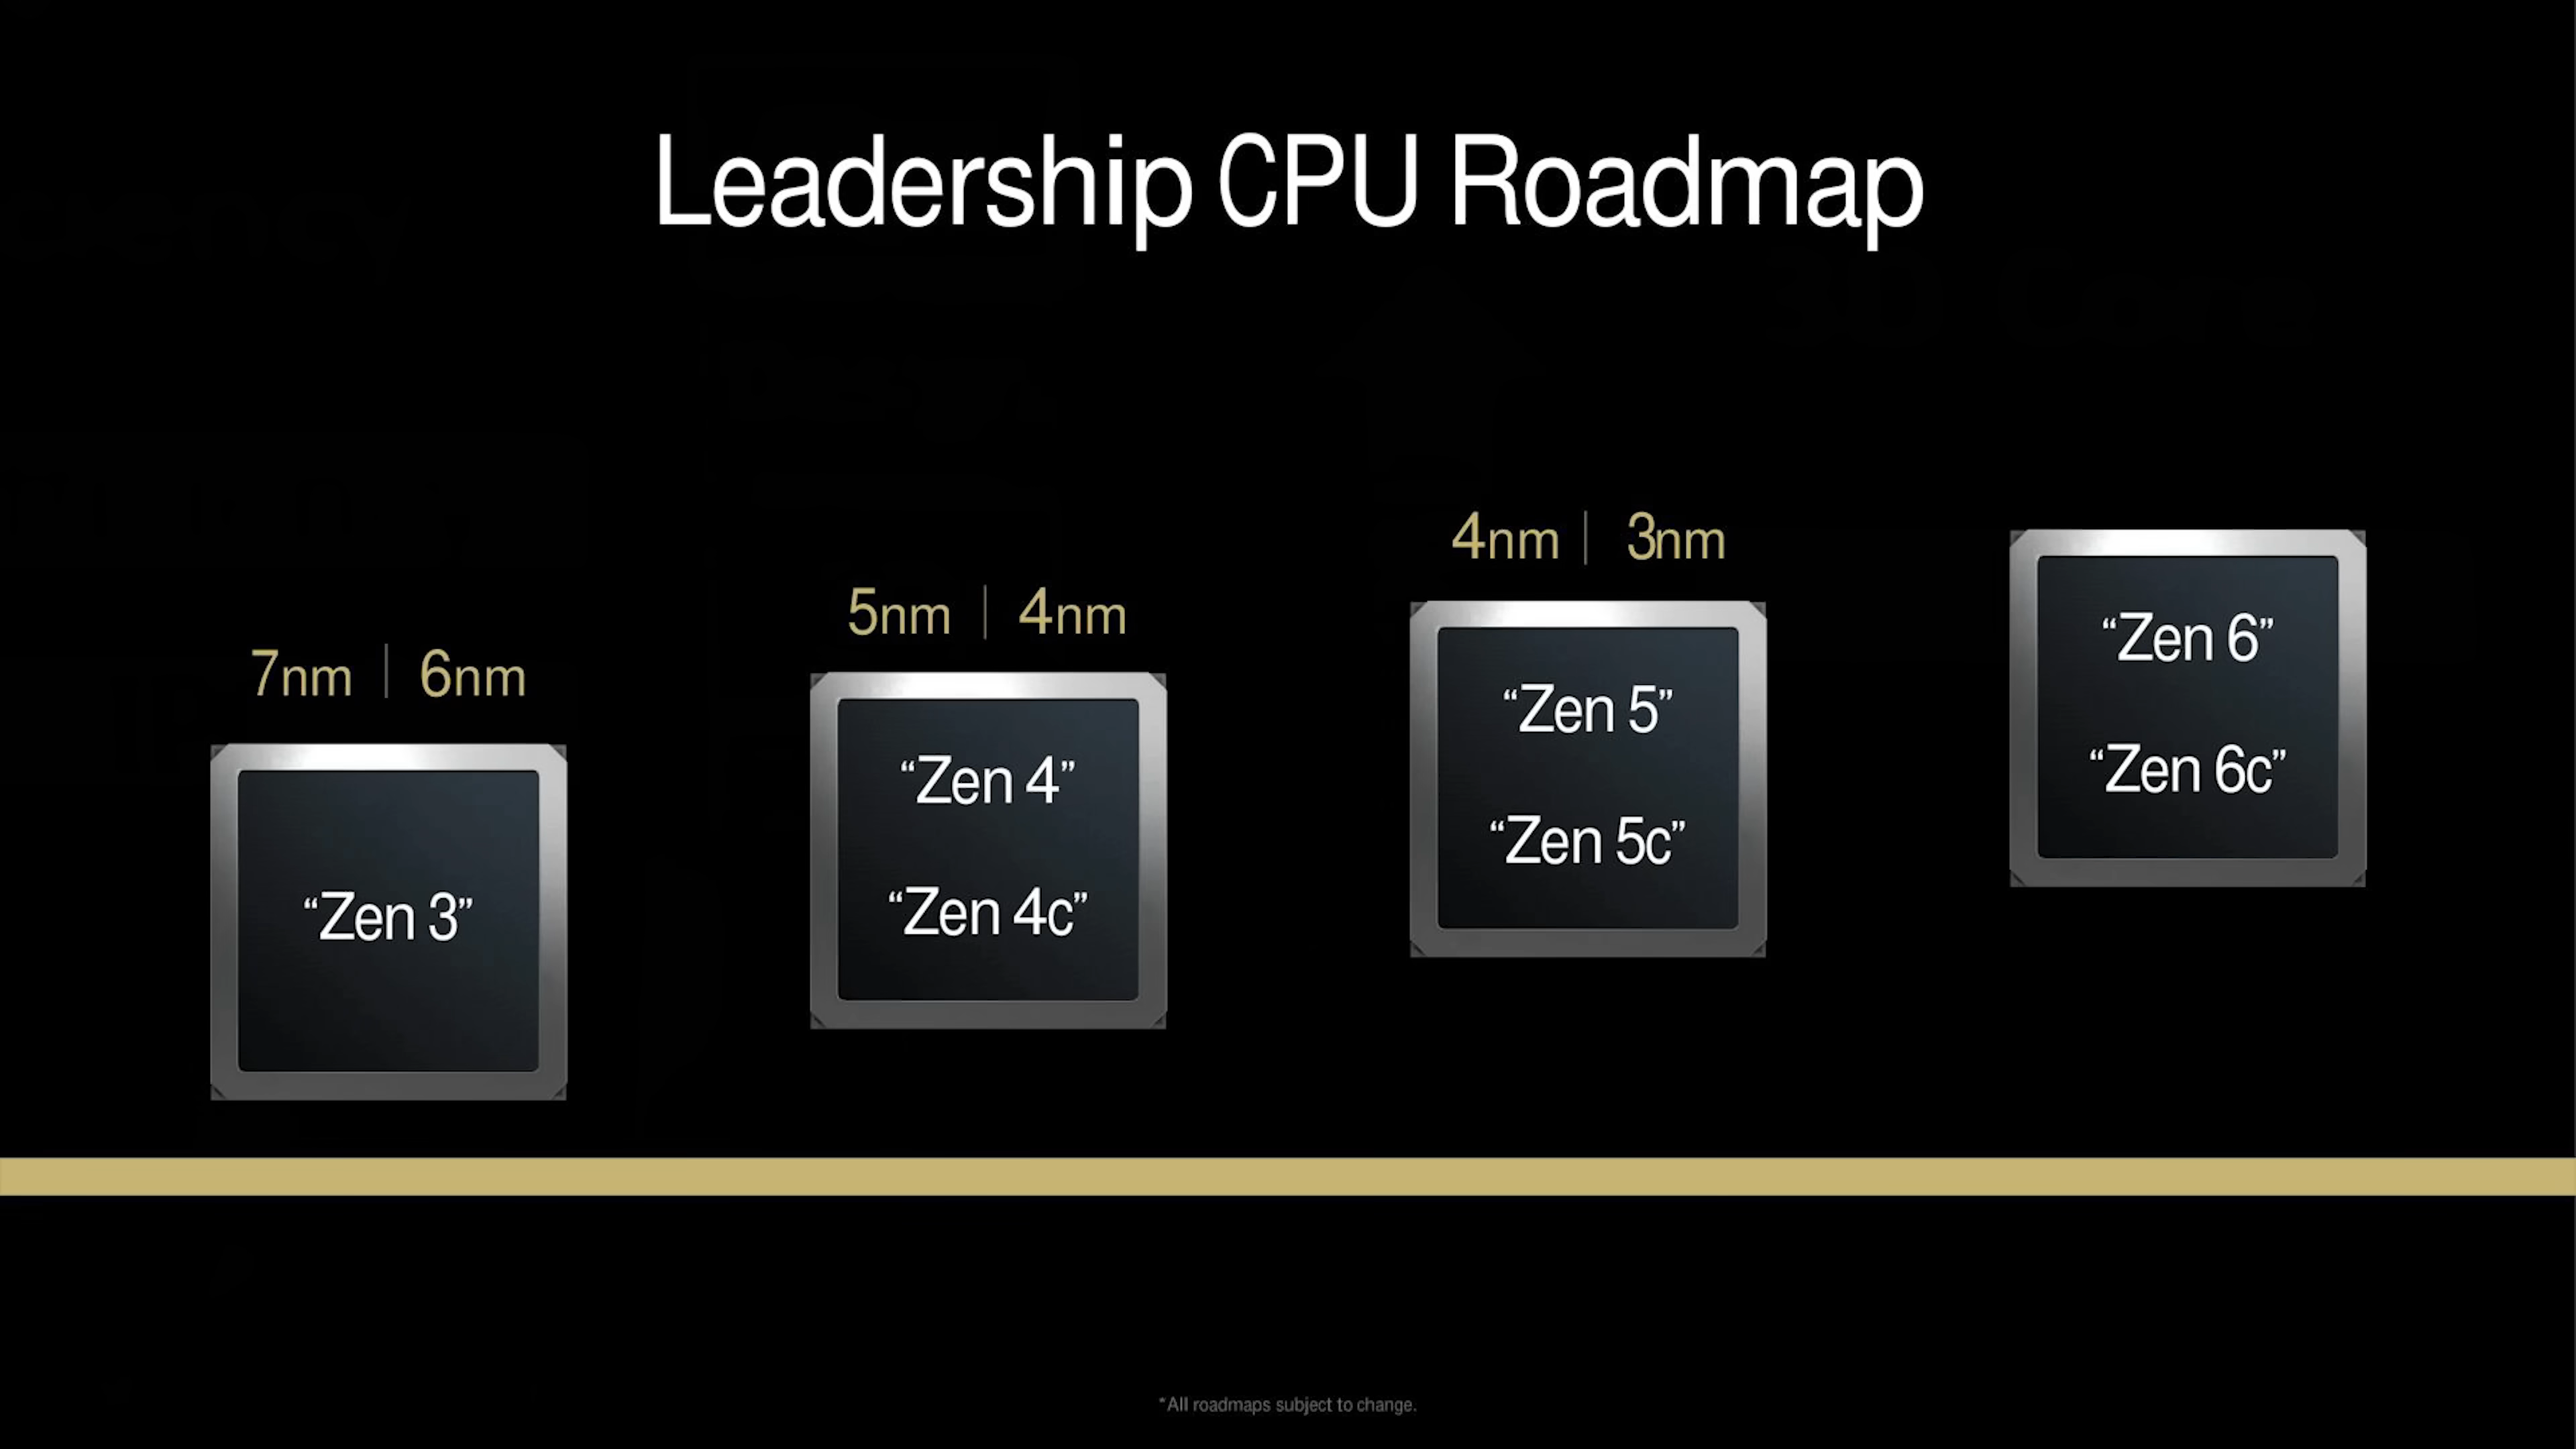 Leadership CPU Roadmap
7nm | 6nm
“Zen 3”
5nm | 4nm
“Zen 4”
“Zen 4c”
4nm | 3nm
“Zen 5”
“Zen 5c”
“Zen 6”
“Zen 6c”
*All roadmaps subject to change.